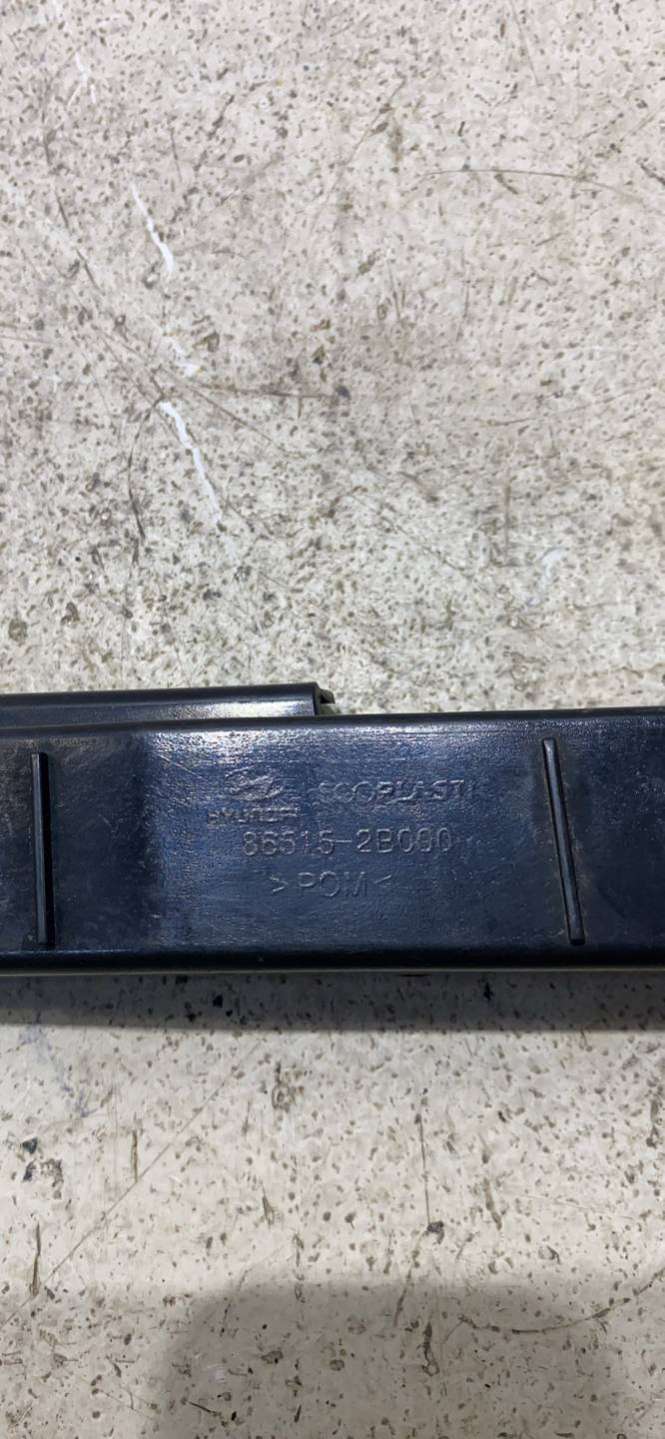 HYUNDAI ECOPLASTIC
86515-2B000
>POM<